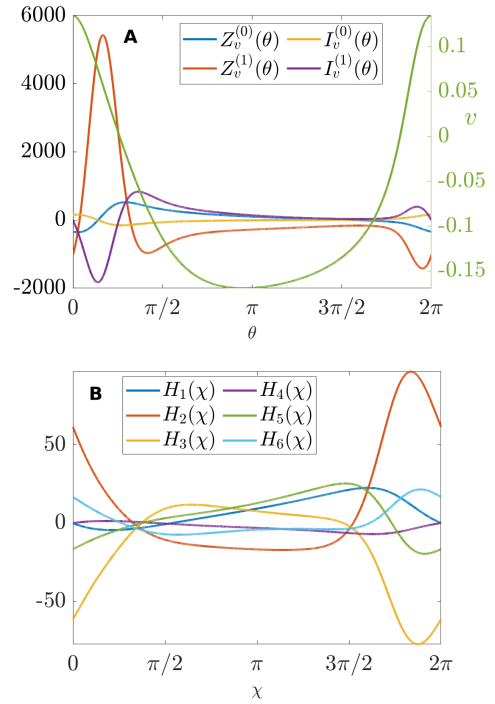 A
6000
4000
2000
0
-2000
Z_v^{(0)}(θ) I_v^{(0)}(θ)
Z_v^{(1)}(θ) I_v^{(1)}(θ)
0.1
0.05
0
-0.05
-0.1
-0.15
v
0 π/2 π 3π/2 2π
θ
B
H_1(χ) H_4(χ)
H_2(χ) H_5(χ)
H_3(χ) H_6(χ)
50
0
-50
0 π/2 π 3π/2 2π
χ